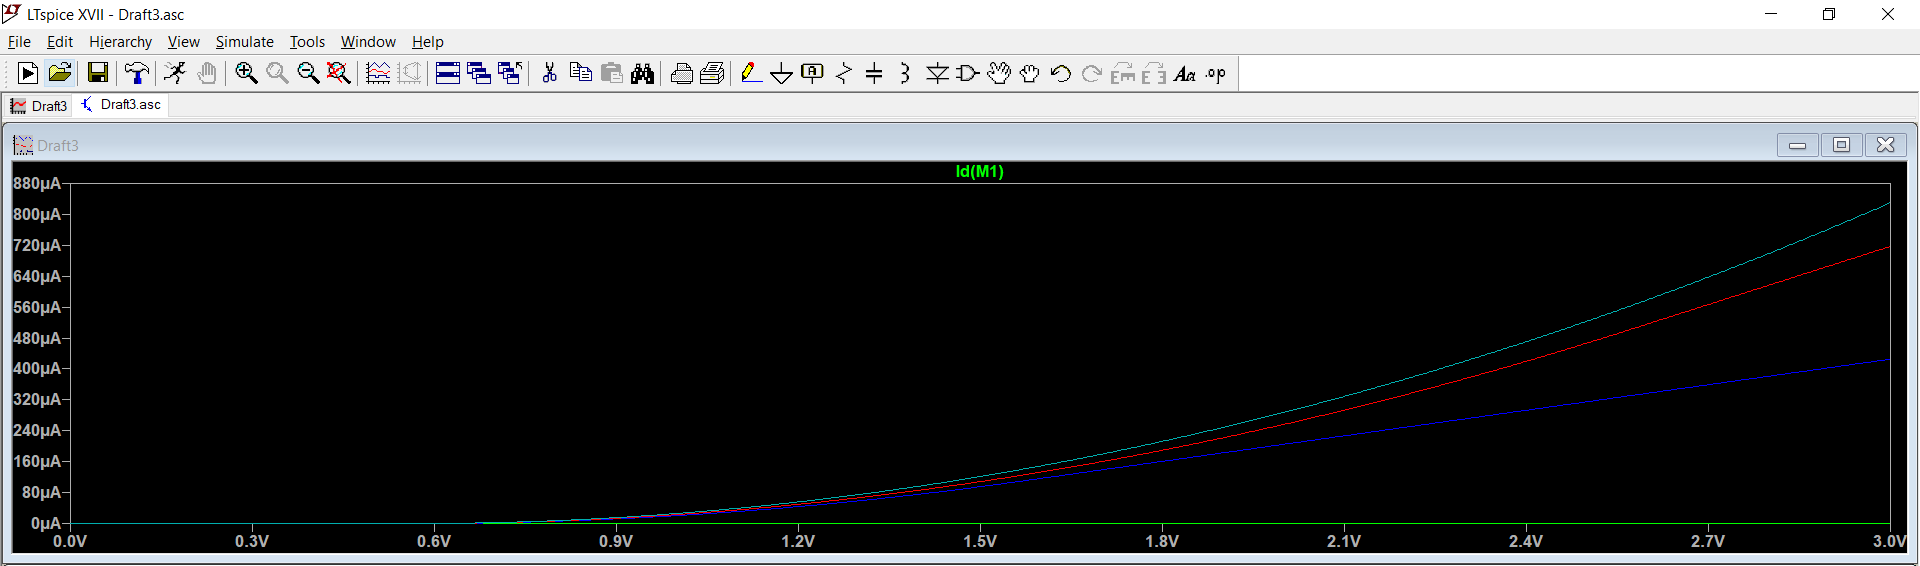 LTspice XVII - Draft3.asc
File Edit Hierarchy View Simulate Tools Window Help
A Aa .op
Draft3 Draft3.asc
Draft3
Id(M1)
880µA
800µA
720µA
640µA
560µA
480µA
400µA
320µA
240µA
160µA
80µA
0µA
0.0V 0.3V 0.6V 0.9V 1.2V 1.5V 1.8V 2.1V 2.4V 2.7V 3.0V